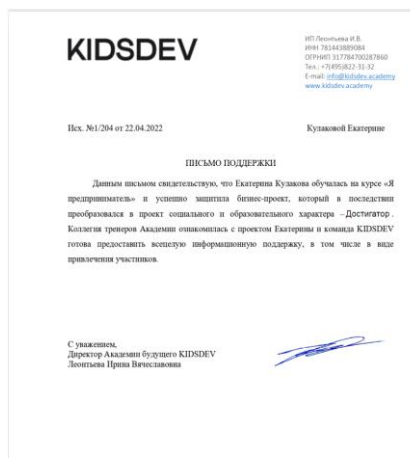 KIDSDEV
ИП Леонтьева И.В.
ИНН 781443889084
ОГРНИП 317784700287860
Тел.: +7(495)822-31-32
E-mail: info@kidsdev.academy
www.kidsdev.academy
Исх. №1/204 от 22.04.2022
Кулаковой Екатерине
ПИСЬМО ПОДДЕРЖКИ
Данным письмом свидетельствую, что Екатерина Кулакова обучалась на курсе «Я
предприниматель» и успешно защитила бизнес-проект, который в последствии
преобразовался в проект социального и образовательного характера – Достигатор .
Коллегия тренеров Академии ознакомилась с проектом Екатерины и команда KIDSDEV
готова предоставить всецелую информационную поддержку, в том числе в виде
привлечения участников.
С уважением,
Директор Академии будущего KIDSDEV
Леонтьева Ирина Вячеславовна